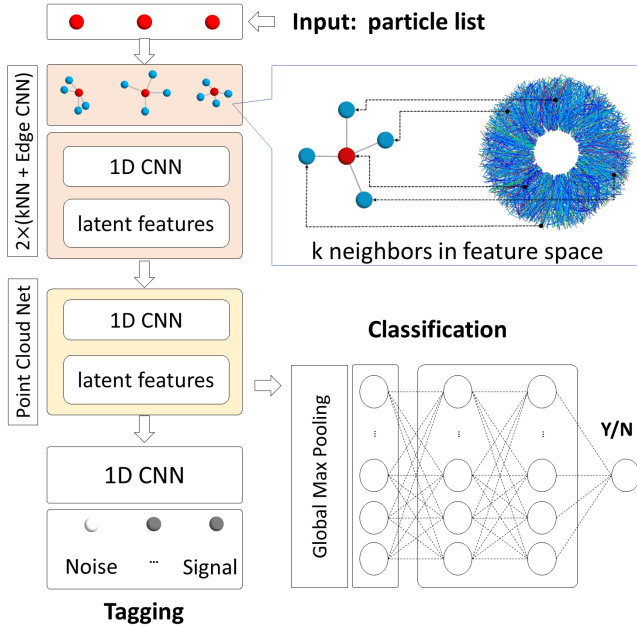 Input: particle list
2×(kNN + Edge CNN)
1D CNN
latent features
k neighbors in feature space
Point Cloud Net
1D CNN
latent features
Classification
Global Max Pooling
...
...
...
Y/N
1D CNN
Noise ... Signal
Tagging